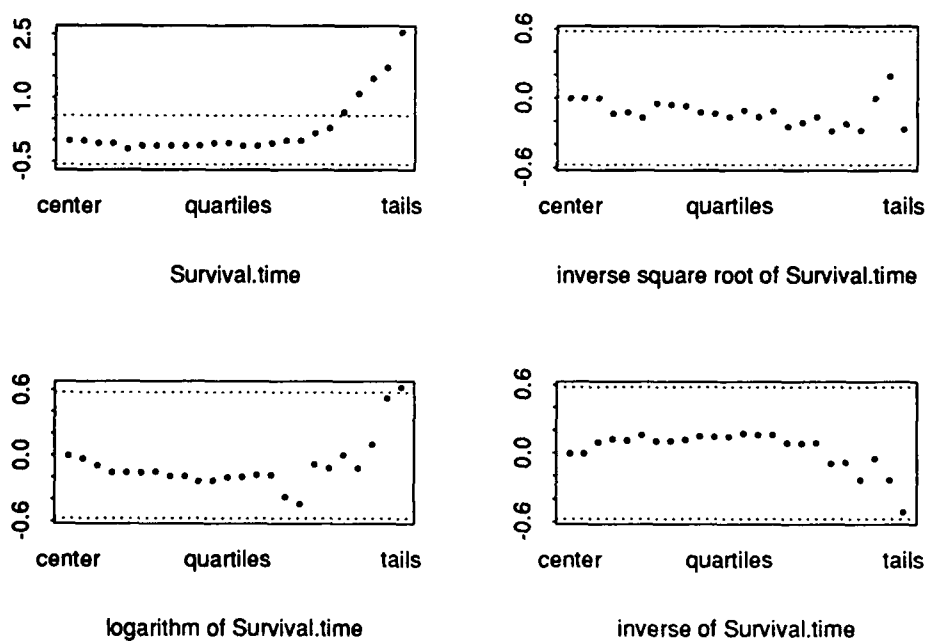 2.5
1.0
-0.5
center quartiles tails
Survival.time
0.6
0.0
-0.6
center quartiles tails
inverse square root of Survival.time
0.6
0.0
-0.6
center quartiles tails
logarithm of Survival.time
0.6
0.0
-0.6
center quartiles tails
inverse of Survival.time